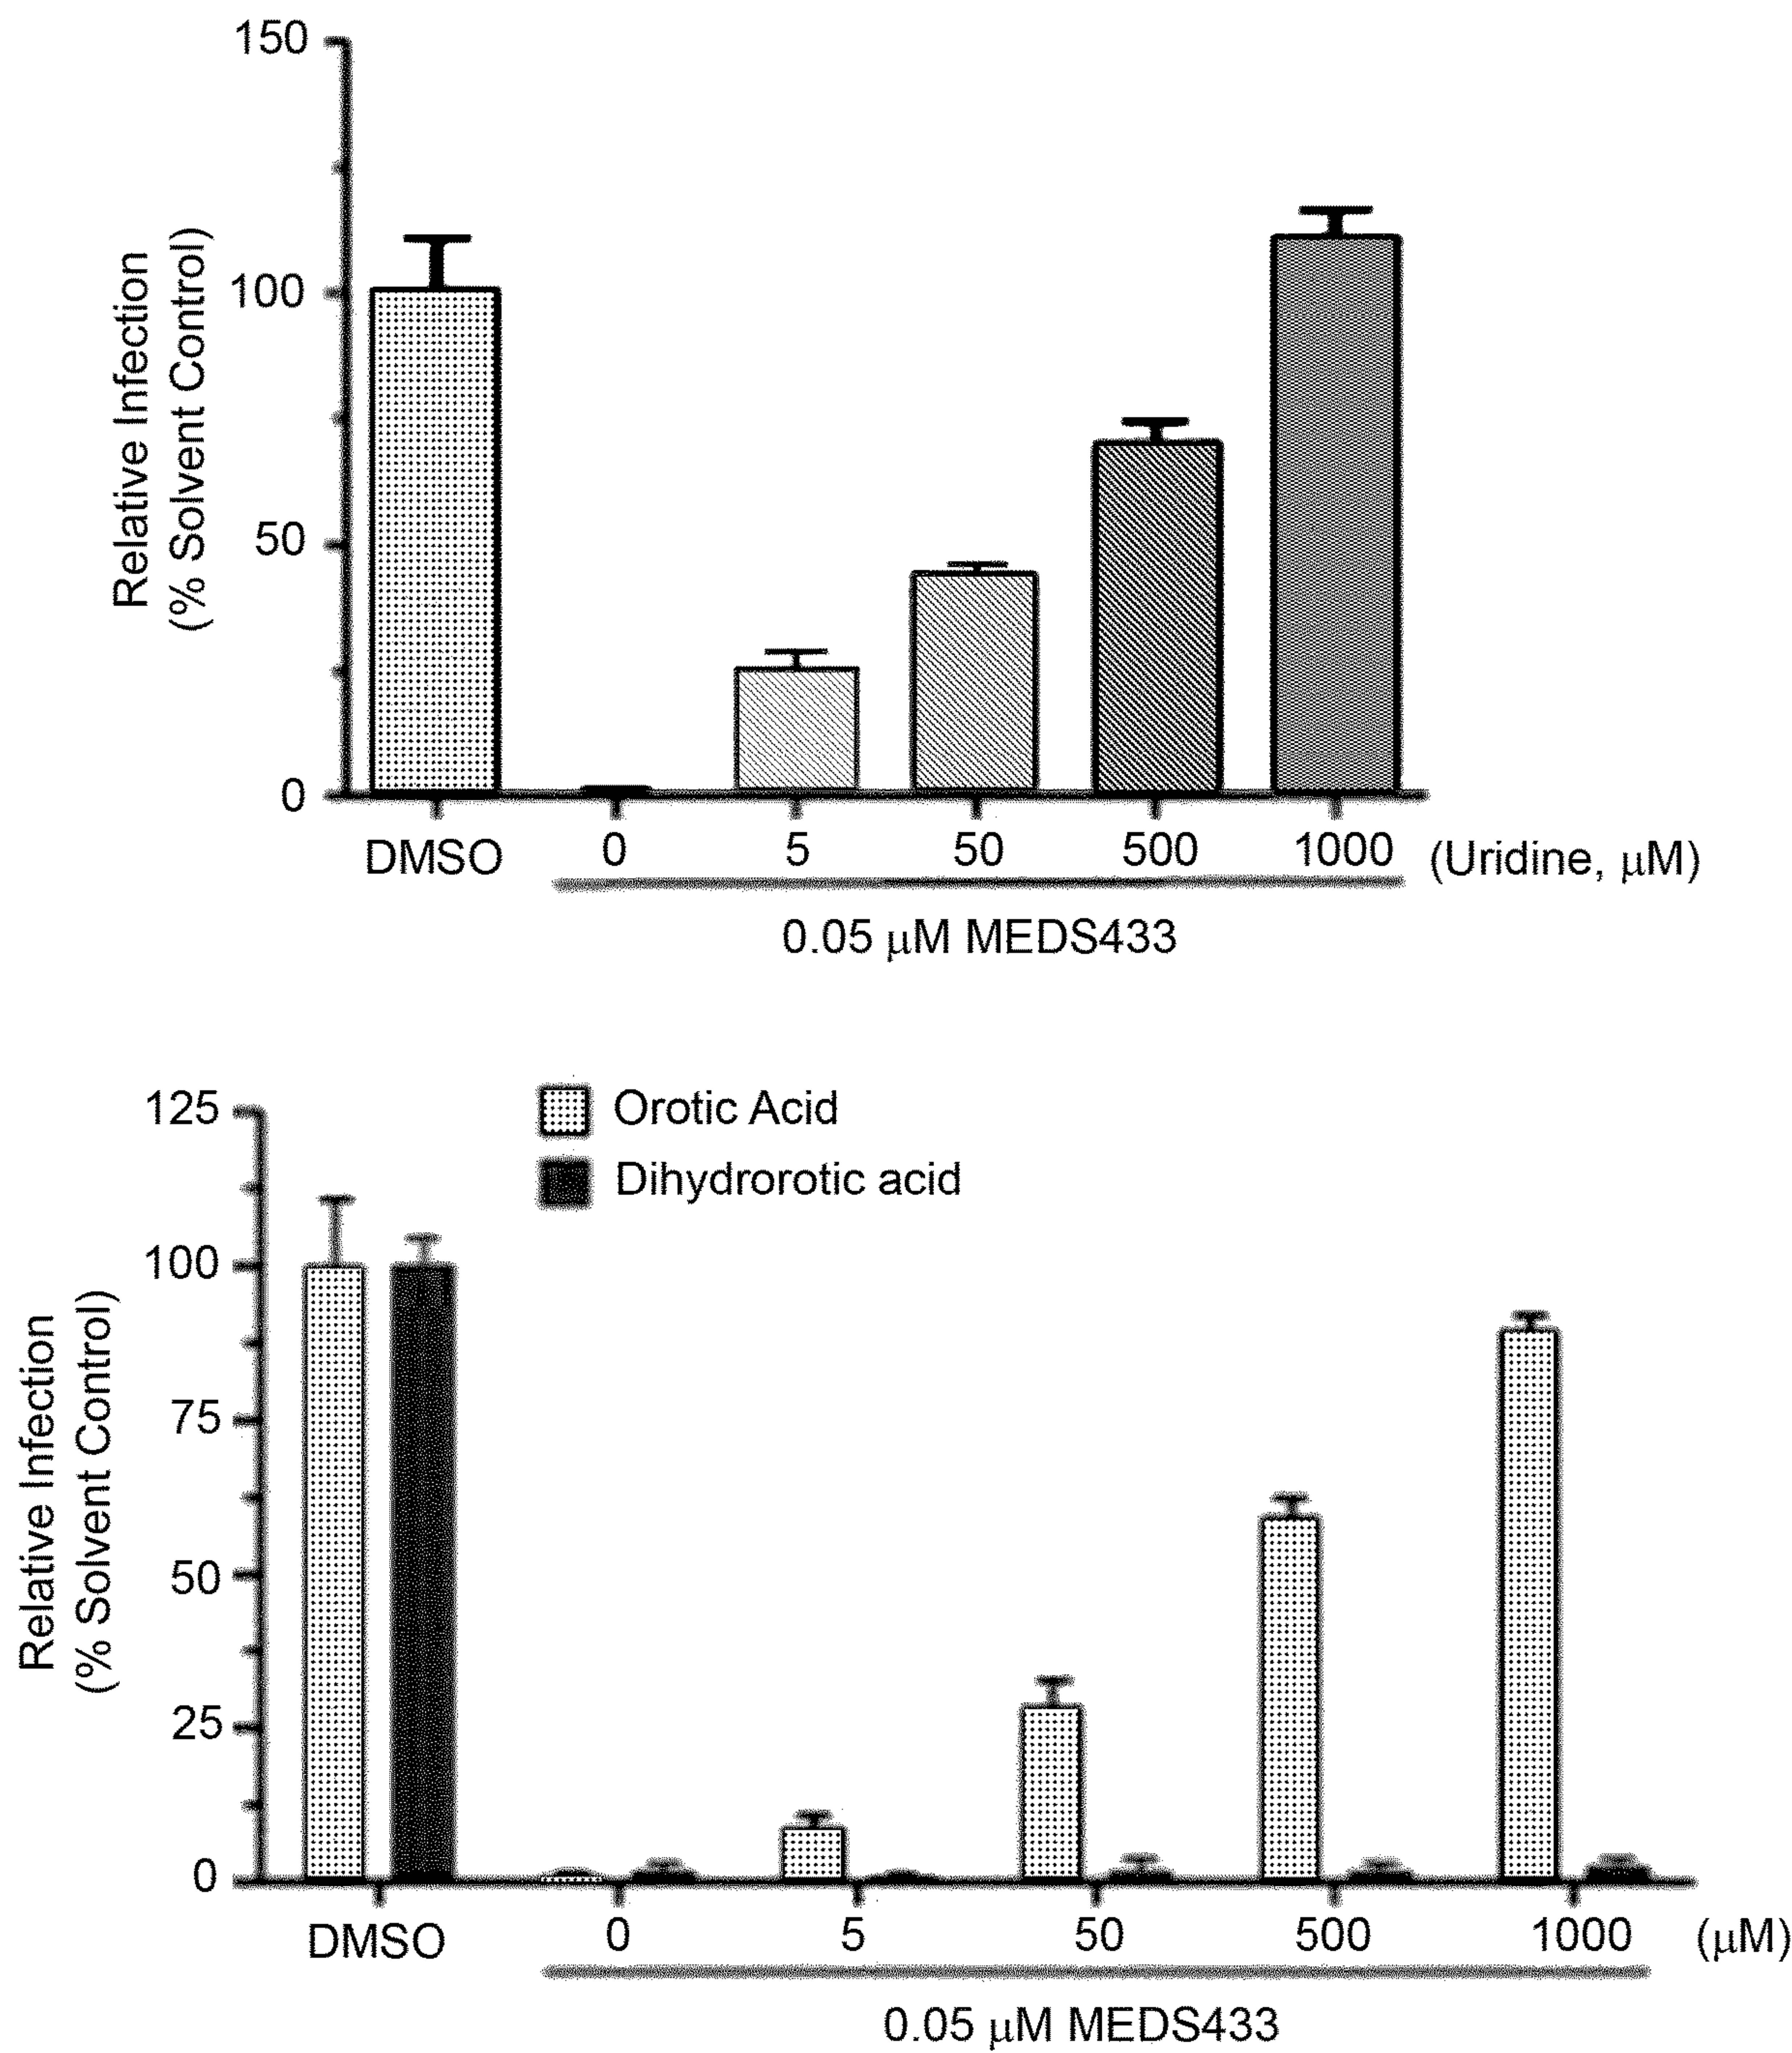 150
100
50
0
Relative Infection
(% Solvent Control)
DMSO 0 5 50 500 1000 (Uridine, μM)
0.05 μM MEDS433
Orotic Acid
Dihydrorotic acid
125
100
75
50
25
0
Relative Infection
(% Solvent Control)
DMSO 0 5 50 500 1000 (μM)
0.05 μM MEDS433